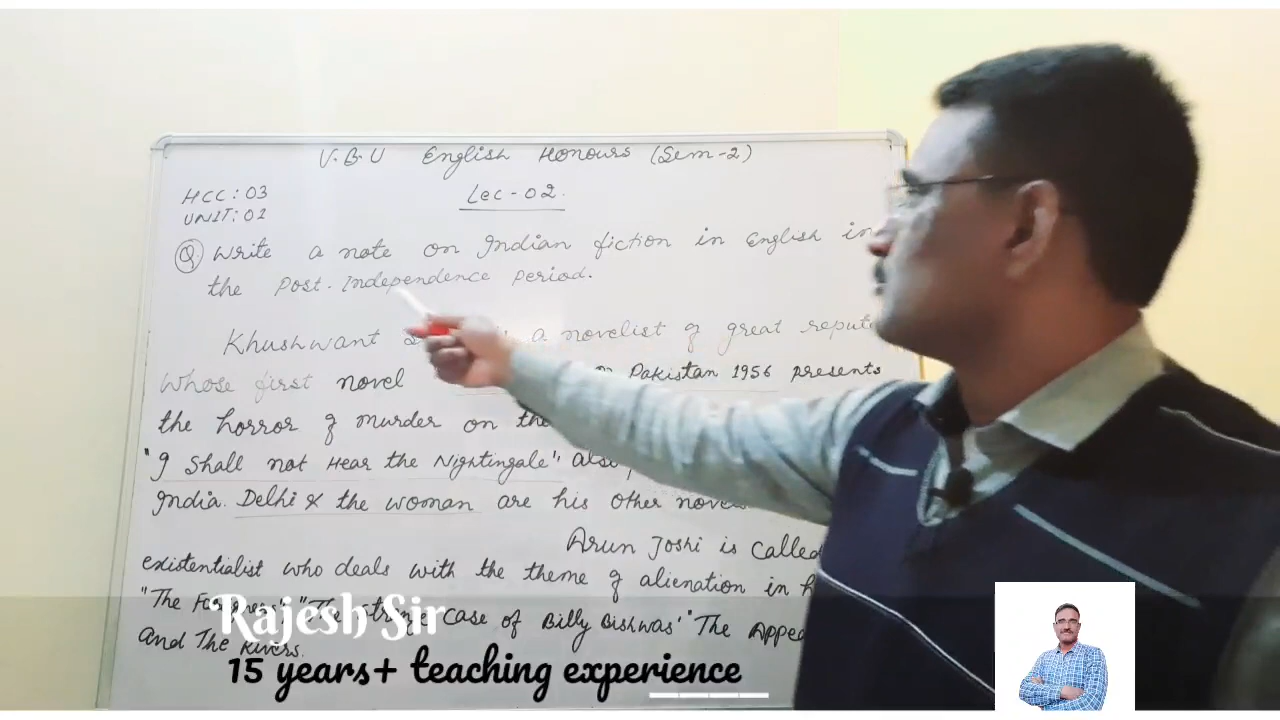 V.B.U English Honours (Sem-2)
HCC: 03
Lec-02.
UNIT: 01
Q. Write a note on Indian fiction in English in
the Post-Independence Period.
Khushwant a novelist of great repute
whose first novel Pakistan 1956 presents
the horror of murder on the
"I Shall not Hear the Nightingale" also
India. Delhi & the woman are his other
Arun Joshi is called
existentialist who deals with the theme of alienation in
"The "The Case of Billy Bishwas" "The
And The Rivers.
Rajesh Sir
15 years+ teaching experience